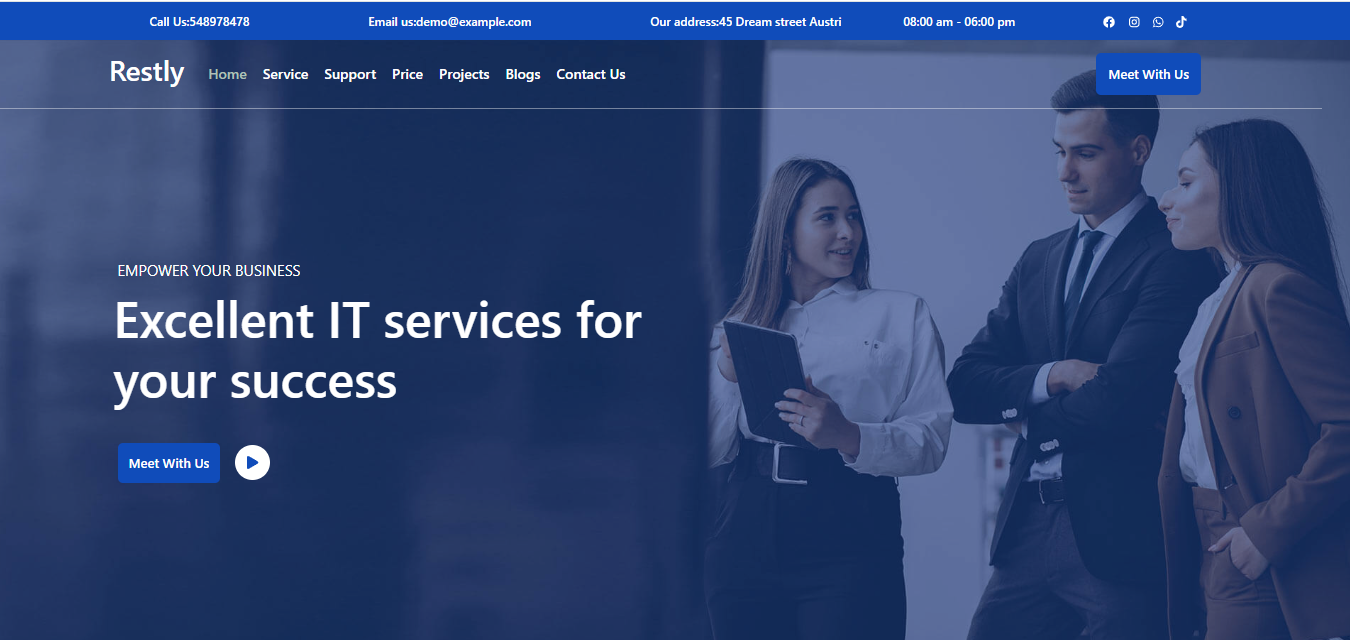 Call Us:548978478 Email us:demo@example.com Our address:45 Dream street Austri 08:00 am - 06:00 pm
Restly Home Service Support Price Projects Blogs Contact Us Meet With Us
EMPOWER YOUR BUSINESS
Excellent IT services for
your success
Meet With Us